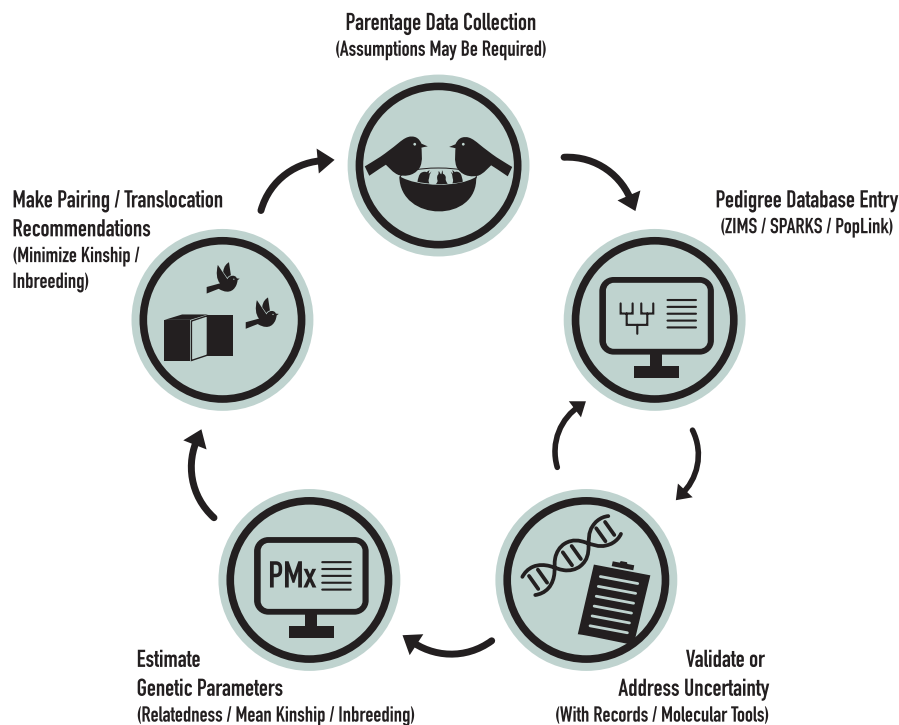 Parentage Data Collection
(Assumptions May Be Required)
Pedigree Database Entry
(ZIMS / SPARKS / PopLink)
Validate or
Address Uncertainty
(With Records / Molecular Tools)
PMx
Estimate
Genetic Parameters
(Relatedness / Mean Kinship / Inbreeding)
Make Pairing / Translocation
Recommendations
(Minimize Kinship /
Inbreeding)